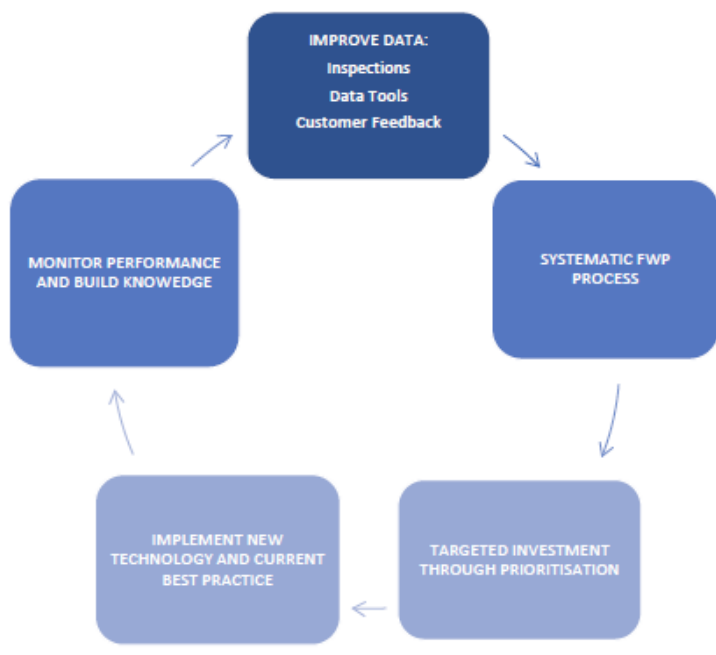 IMPROVE DATA:
Inspections
Data Tools
Customer Feedback
SYSTEMATIC FWP
PROCESS
TARGETED INVESTMENT
THROUGH PRIORITISATION
IMPLEMENT NEW
TECHNOLOGY AND CURRENT
BEST PRACTICE
MONITOR PERFORMANCE
AND BUILD KNOWEDGE